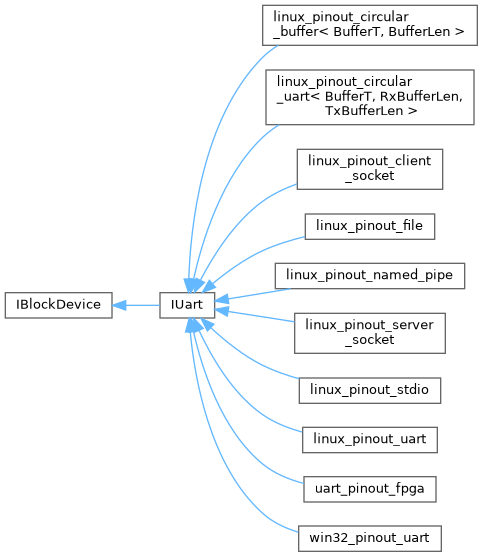 linux_pinout_circular
_buffer< BufferT, BufferLen >
linux_pinout_circular
_uart< BufferT, RxBufferLen,
TxBufferLen >
linux_pinout_client
_socket
linux_pinout_file
linux_pinout_named_pipe
IBlockDevice
IUart
linux_pinout_server
_socket
linux_pinout_stdio
linux_pinout_uart
uart_pinout_fpga
win32_pinout_uart